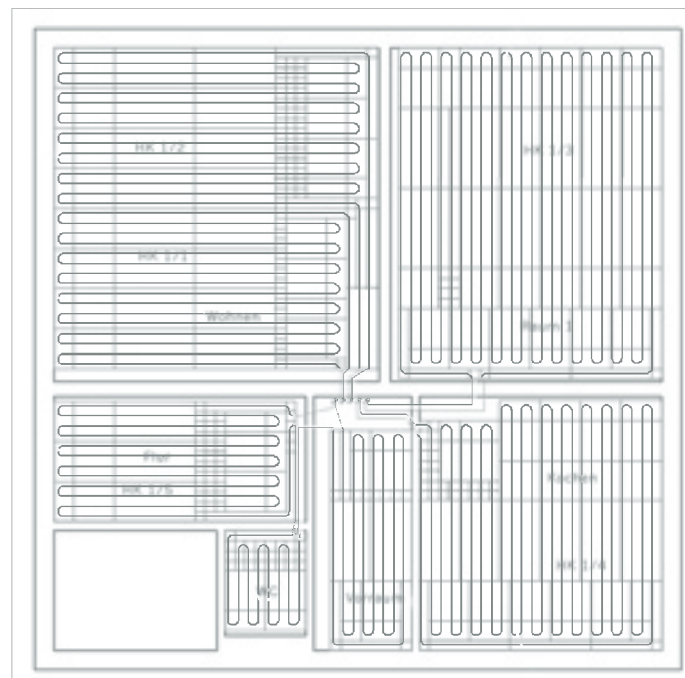 HK 1/2
HK 1/3
HK 1/1
Wohnen
Raum 1
Flur
HK 1/5
Kochen
HK 1/4
WC
Vorraum